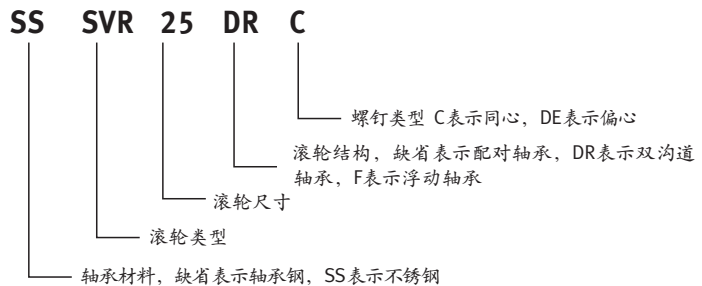 SS SVR 25 DR C
螺钉类型 C表示同心，DE表示偏心
滚轮结构，缺省表示配对轴承，DR表示双沟道
轴承，F表示浮动轴承
滚轮尺寸
滚轮类型
轴承材料，缺省表示轴承钢，SS表示不锈钢